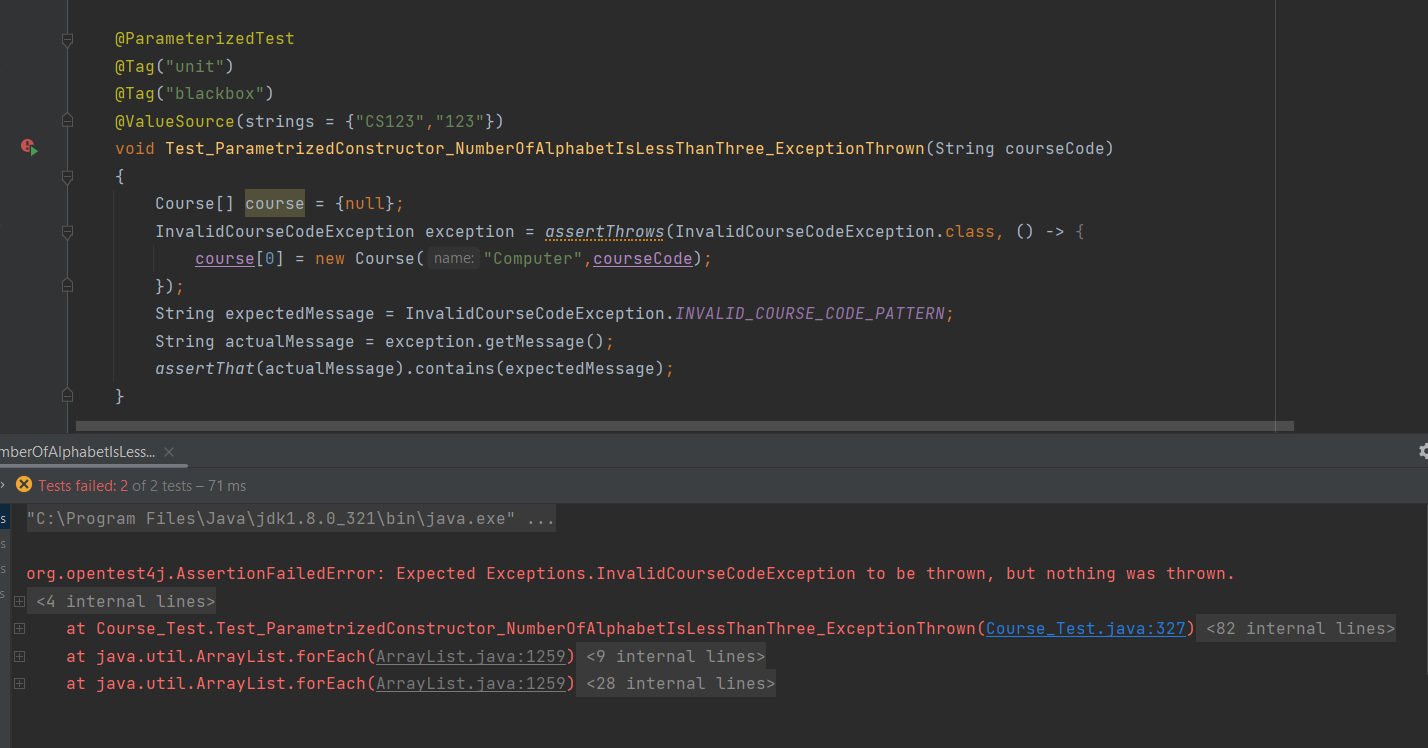 @ParameterizedTest
@Tag("unit")
@Tag("blackbox")
@ValueSource(strings = {"CS123","123"})
void Test_ParametrizedConstructor_NumberOfAlphabetIsLessThanThree_ExceptionThrown(String courseCode)
{
Course[] course = {null};
InvalidCourseCodeException exception = assertThrows(InvalidCourseCodeException.class, () -> {
course[0] = new Course( name: "Computer",courseCode);
});
String expectedMessage = InvalidCourseCodeException.INVALID_COURSE_CODE_PATTERN;
String actualMessage = exception.getMessage();
assertThat(actualMessage).contains(expectedMessage);
}
mberOfAlphabetIsLess... ×
Tests failed: 2 of 2 tests – 71 ms
"C:\Program Files\Java\jdk1.8.0_321\bin\java.exe" ...
org.opentest4j.AssertionFailedError: Expected Exceptions.InvalidCourseCodeException to be thrown, but nothing was thrown.
<4 internal lines>
at Course_Test.Test_ParametrizedConstructor_NumberOfAlphabetIsLessThanThree_ExceptionThrown(Course_Test.java:327) <82 internal lines>
at java.util.ArrayList.forEach(ArrayList.java:1259) <9 internal lines>
at java.util.ArrayList.forEach(ArrayList.java:1259) <28 internal lines>